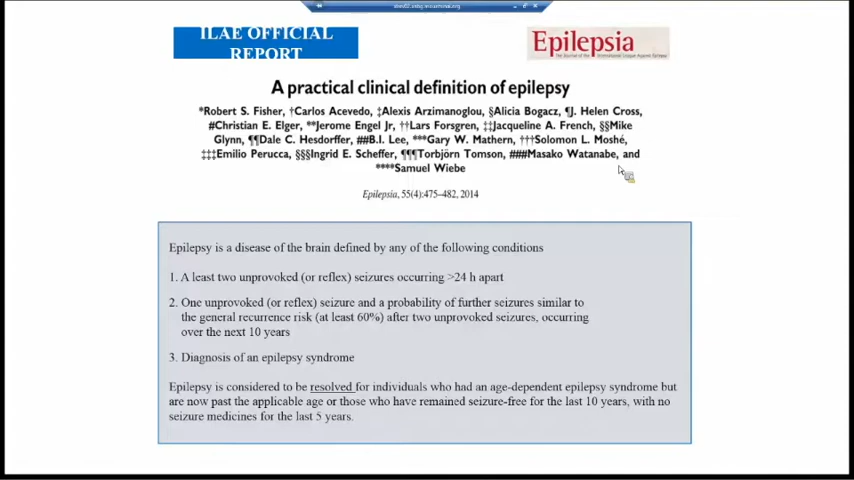 ILAE OFFICIAL
REPORT
Epilepsia
A practical clinical definition of epilepsy
*Robert S. Fisher, †Carlos Acevedo, ‡Alexis Arzimanoglou, §Alicia Bogacz, ¶J. Helen Cross,
#Christian E. Elger, **Jerome Engel Jr, ††Lars Forsgren, ‡‡Jacqueline A. French, §§Mike
Glynn, ¶¶Dale C. Hesdorffer, ##B.I. Lee, ***Gary W. Mathern, †††Solomon L. Moshé,
‡‡‡Emilio Perucca, §§§Ingrid E. Scheffer, ¶¶¶Torbjörn Tomson, ###Masako Watanabe, and
****Samuel Wiebe
Epilepsia, 55(4):475–482, 2014
Epilepsy is a disease of the brain defined by any of the following conditions
1. A least two unprovoked (or reflex) seizures occurring >24 h apart
2. One unprovoked (or reflex) seizure and a probability of further seizures similar to
the general recurrence risk (at least 60%) after two unprovoked seizures, occurring
over the next 10 years
3. Diagnosis of an epilepsy syndrome
Epilepsy is considered to be resolved for individuals who had an age-dependent epilepsy syndrome but
are now past the applicable age or those who have remained seizure-free for the last 10 years, with no
seizure medicines for the last 5 years.